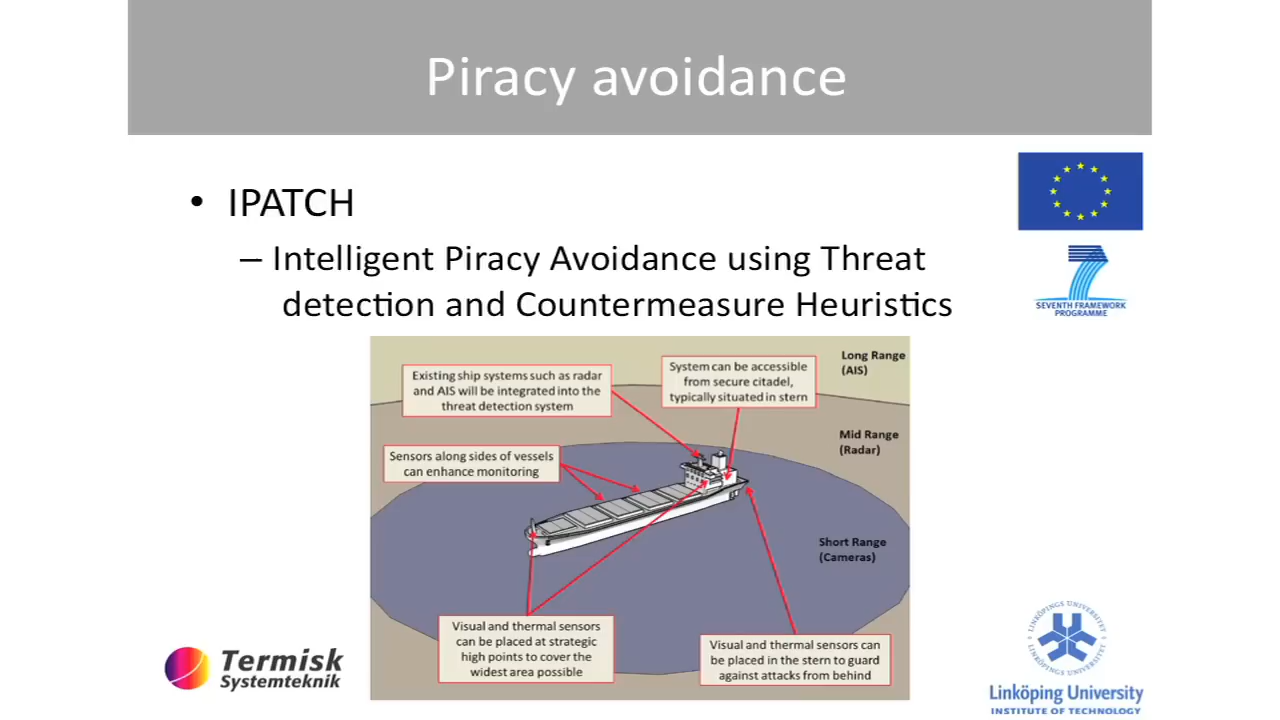 Piracy avoidance
• IPATCH
– Intelligent Piracy Avoidance using Threat
detection and Countermeasure Heuristics
SEVENTH FRAMEWORK
PROGRAMME
Existing ship systems such as radar
and AIS will be integrated into the
threat detection system
System can be accessible
from secure citadel,
typically situated in stern
Long Range
(AIS)
Mid Range
(Radar)
Sensors along sides of vessels
can enhance monitoring
Short Range
(Cameras)
Visual and thermal sensors
can be placed at strategic
high points to cover the
widest area possible
Visual and thermal sensors can
be placed in the stern to guard
against attacks from behind
Termisk
Systemteknik
LINKÖPINGS UNIVERSITET
LINKÖPING UNIVERSITY
Linköping University
INSTITUTE OF TECHNOLOGY